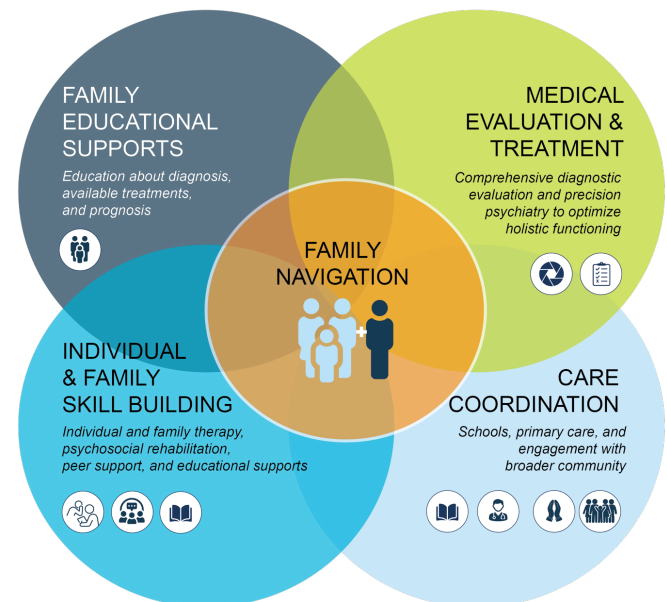 FAMILY
EDUCATIONAL
SUPPORTS
Education about diagnosis,
available treatments,
and prognosis
MEDICAL
EVALUATION &
TREATMENT
Comprehensive diagnostic
evaluation and precision
psychiatry to optimize
holistic functioning
FAMILY
NAVIGATION
+
INDIVIDUAL
& FAMILY
SKILL BUILDING
Individual and family therapy,
psychosocial rehabilitation,
peer support, and educational supports
CARE
COORDINATION
Schools, primary care, and
engagement with
broader community